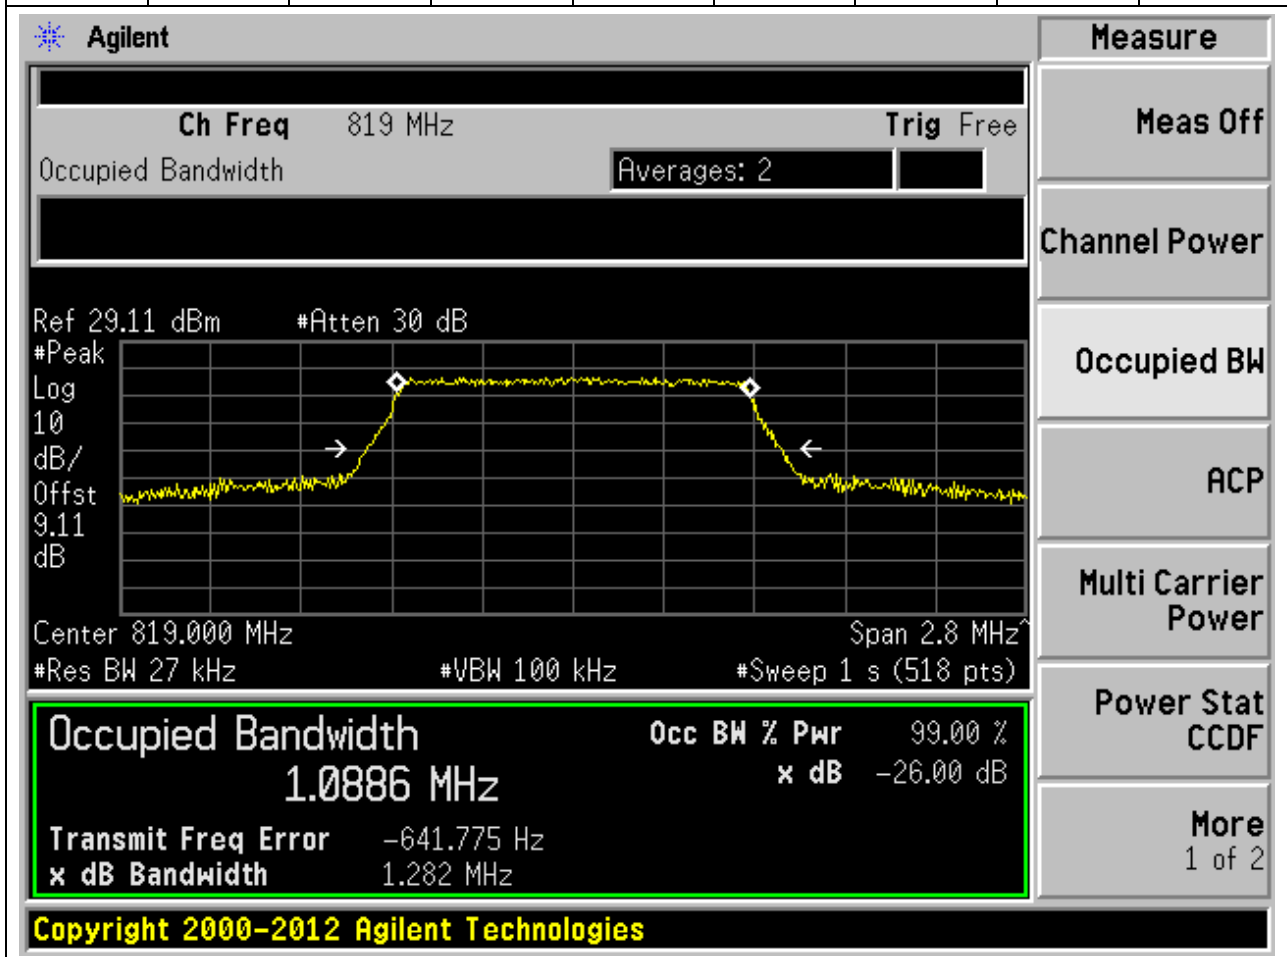 Agilent
Measure
Ch Freq 819 MHz Trig Free
Occupied Bandwidth Averages: 2
Ref 29.11 dBm #Atten 30 dB
#Peak
Log
10
dB/
Offst
9.11
dB
Center 819.000 MHz Span 2.8 MHz^
#Res BW 27 kHz #VBW 100 kHz #Sweep 1 s (518 pts)
Occupied Bandwidth Occ BW % Pwr 99.00 %
1.0886 MHz x dB -26.00 dB
Transmit Freq Error -641.775 Hz
x dB Bandwidth 1.282 MHz
Copyright 2000-2012 Agilent Technologies
Meas Off
Channel Power
Occupied BW
ACP
Multi Carrier
Power
Power Stat
CCDF
More
1 of 2